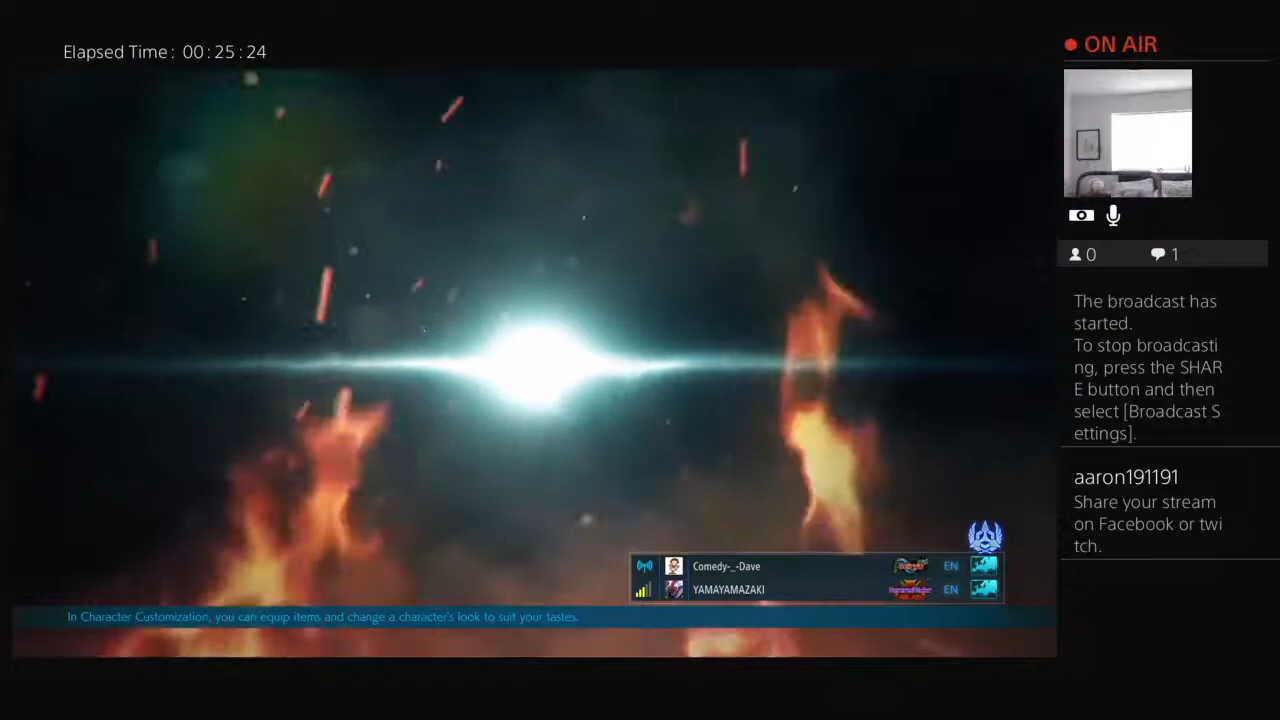 Elapsed Time: 00:25:24
ON AIR
0
1
The broadcast has
started.
To stop broadcasti
ng, press the SHAR
E button and then
select [Broadcast S
ettings].
aaron191191
Share your stream
on Facebook or twi
tch.
Comedy-_-Dave
EN
YAMAYAMAZAKI
EN
In Character Customization, you can equip items and change a character's look to suit your tastes.